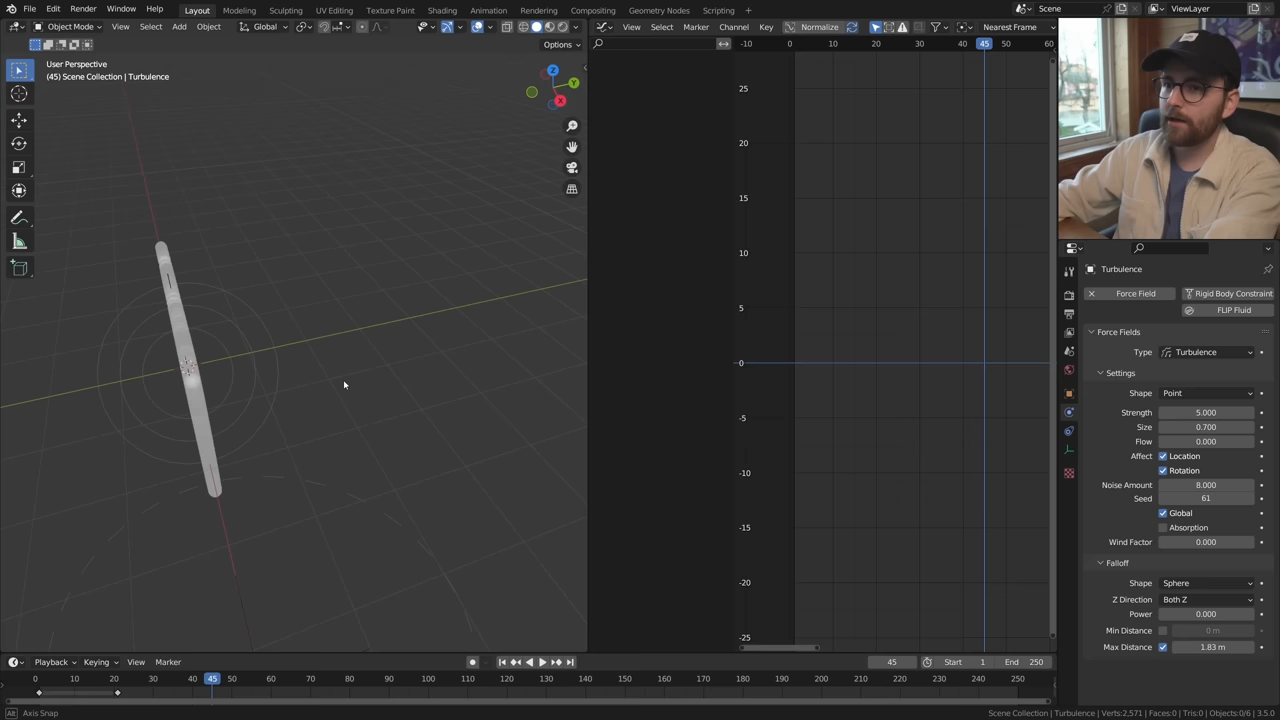 File Edit Render Window Help Layout Modeling Sculpting UV Editing Texture Paint Shading Animation Rendering Compositing Geometry Nodes Scripting Scene ViewLayer
Object Mode View Select Add Object Global View Select Marker Channel Key Normalize Nearest Frame
Options
-10 0 10 20 30 40 45 50 60
User Perspective
(45) Scene Collection | Turbulence
Z
Y
X
25
20
15
10
5
0
-5
-10
-15
-20
-25
Turbulence
Force Field Rigid Body Constraint
FLIP Fluid
Force Fields
Type Turbulence
Settings
Shape Point
Strength 5.000
Size 0.700
Flow 0.000
Affect Location
Rotation
Noise Amount 8.000
Seed 61
Global
Absorption
Wind Factor 0.000
Falloff
Shape Sphere
Z Direction Both Z
Power 0.000
Min Distance 0 m
Max Distance 1.83 m
Playback Keying View Marker 45 Start 1 End 250
0 10 20 30 40 45 50 60 70 80 90 100 110 120 130 140 150 160 170 180 190 200 210 220 230 240 250
Alt Axis Snap Scene Collection | Turbulence | Verts:2,571 | Faces:0 | Tris:0 | Objects:0/6 | 3.5.0